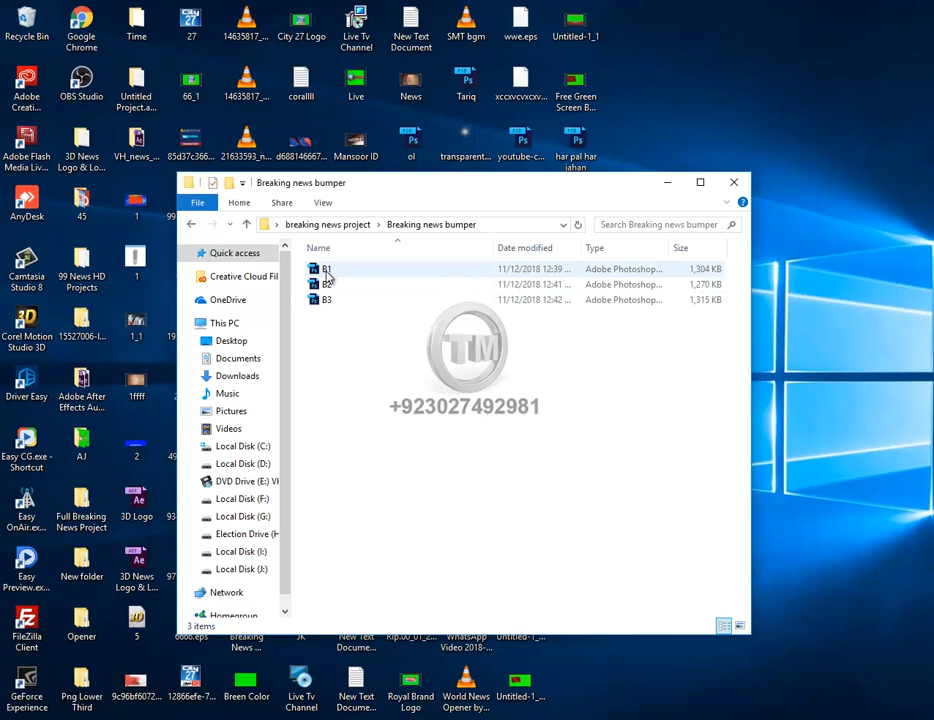 Recycle Bin
Google Chrome
Time
27
14635817_...
City 27 Logo
Live Tv Channel
New Text Document
SMT bgm
wwe.eps
Untitled-1_1
Adobe Creati...
OBS Studio
Untitled Project.a...
66_1
14635817_...
coralIII
Live
News
Tariq
xccxvcvxcxv...
Free Green Screen B...
Adobe Flash Media Liv...
3D News Logo & Lo...
VH_news_...
85d37c366...
21633593_n...
d688146667...
Mansoor ID
ol
transparent...
youtube-c...
har pal har jahan
Breaking news bumper
File
Home
Share
View
breaking news project
Breaking news bumper
Search Breaking news bumper
Name
Date modified
Type
Size
B1
11/12/2018 12:39 ...
Adobe Photoshop...
1,304 KB
B2
11/12/2018 12:41 ...
Adobe Photoshop...
1,270 KB
B3
11/12/2018 12:42 ...
Adobe Photoshop...
1,315 KB
Quick access
Creative Cloud Fil
OneDrive
This PC
Desktop
Documents
Downloads
Music
Pictures
Videos
Local Disk (C:)
Local Disk (D:)
DVD Drive (E:) VH
Local Disk (F:)
Local Disk (G:)
Election Drive (H
Local Disk (I:)
Local Disk (J:)
Network
Homegroup
3 items
TM
+923027492981
AnyDesk
45
1
99
Camtasia Studio 8
99 News HD Projects
1
Corel Motion Studio 3D
15527006-l...
1_1
19
Driver Easy
Adobe After Effects Au...
1ffff
Easy CG.exe - Shortcut
AJ
2
Easy OnAir.ex...
Full Breaking News Project
3D Logo
Easy Preview.ex...
New folder
3D News Logo & L...
97
FileZilla Client
Opener
5
Breaking News ...
New Text Docume...
WhatsApp Video 2018-...
Untitled-1_...
GeForce Experience
Png Lower Third
9c96bf6072...
12866efe-7...
Breen Color
Live Tv Channel
New Text Docume...
Royal Brand Logo
World News Opener by...
Untitled-1_...